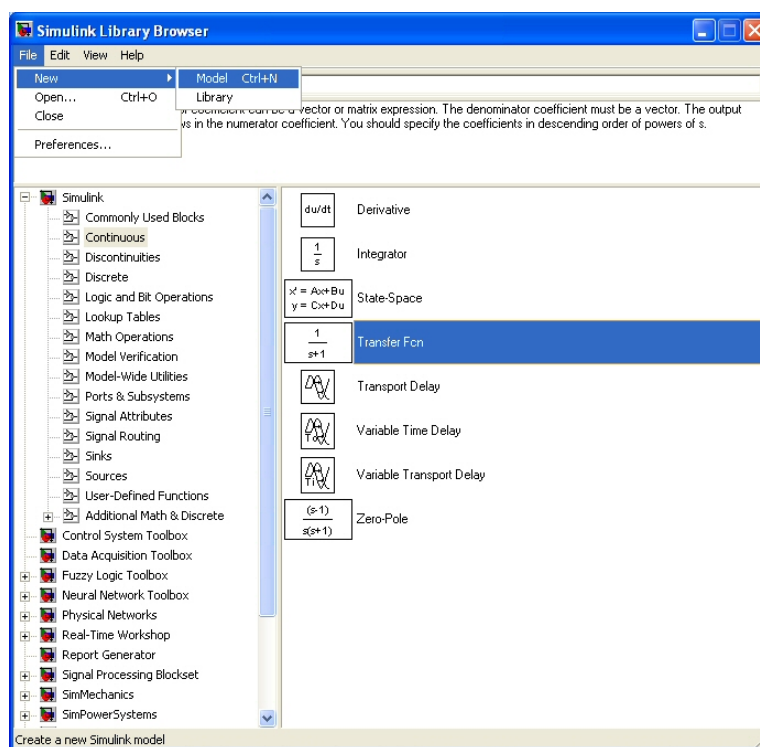 Simulink Library Browser
File Edit View Help
New
Model Ctrl+N
Open... Ctrl+O
Library
Close
Preferences...
vector or matrix expression. The denominator coefficient must be a vector. The output
in the numerator coefficient. You should specify the coefficients in descending order of powers of s.
Simulink
Commonly Used Blocks
Continuous
Discontinuities
Discrete
Logic and Bit Operations
Lookup Tables
Math Operations
Model Verification
Model-Wide Utilities
Ports & Subsystems
Signal Attributes
Signal Routing
Sinks
Sources
User-Defined Functions
Additional Math & Discrete
Control System Toolbox
Data Acquisition Toolbox
Fuzzy Logic Toolbox
Neural Network Toolbox
Physical Networks
Real-Time Workshop
Report Generator
Signal Processing Blockset
SimMechanics
SimPowerSystems
du/dt Derivative
1
s
Integrator
x' = Ax+Bu
y = Cx+Du
State-Space
1
s+1
Transfer Fcn
Transport Delay
Variable Time Delay
Variable Transport Delay
(s-1)
s(s+1)
Zero-Pole
Create a new Simulink model